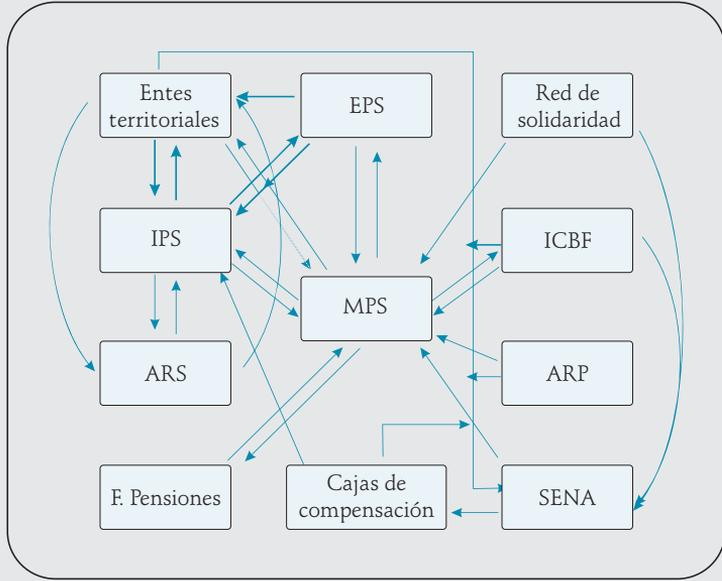 Entes
territoriales
EPS
Red de
solidaridad
IPS
ICBF
MPS
ARS
ARP
F. Pensiones
Cajas de
compensación
SENA